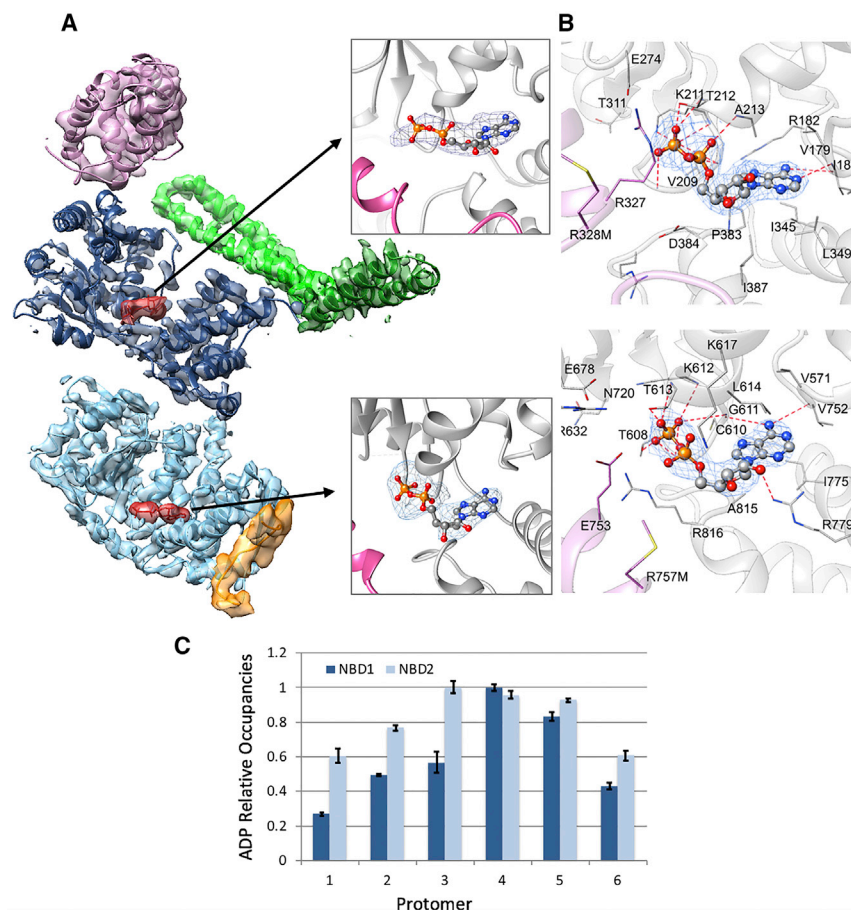 A
B
E274
K211 T212
T311
A213
R182
V179
I18
V209
R327
R328M
D384
P383
I345
L349
I387
K617
E678
K612
T613
L614
V571
N720
G611
V752
R632
T608
C610
I775
A815
E753
R816
R779
R757M
C
ADP Relative Occupancies
1.2
1
0.8
0.6
0.4
0.2
0
NBD1
NBD2
1 2 3 4 5 6
Protomer